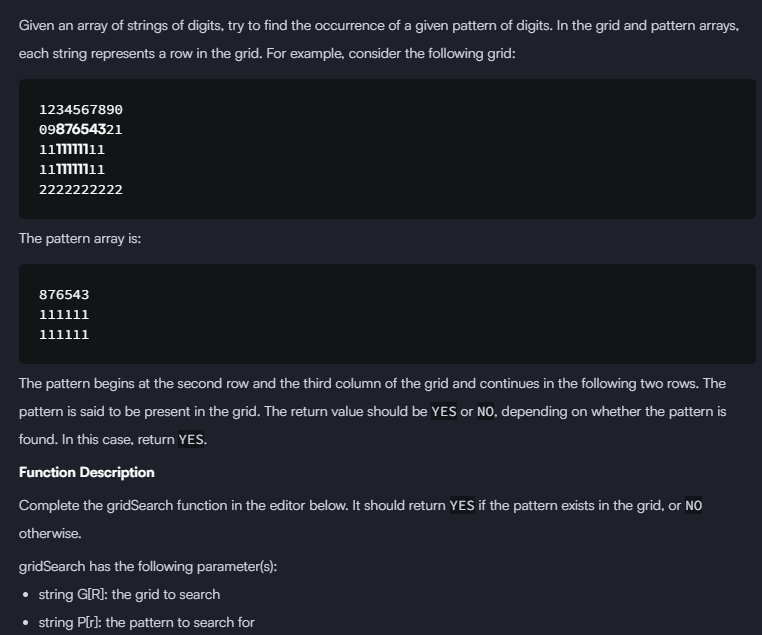 Given an array of strings of digits, try to find the occurrence of a given pattern of digits. In the grid and pattern arrays,
each string represents a row in the grid. For example, consider the following grid:
1234567890
0987654321
1111111111
1111111111
2222222222
The pattern array is:
876543
111111
111111
The pattern begins at the second row and the third column of the grid and continues in the following two rows. The
pattern is said to be present in the grid. The return value should be YES or NO, depending on whether the pattern is
found. In this case, return YES.
Function Description
Complete the gridSearch function in the editor below. It should return YES if the pattern exists in the grid, or NO
otherwise.
gridSearch has the following parameter(s):
• string G[R]: the grid to search
• string P[r]: the pattern to search for